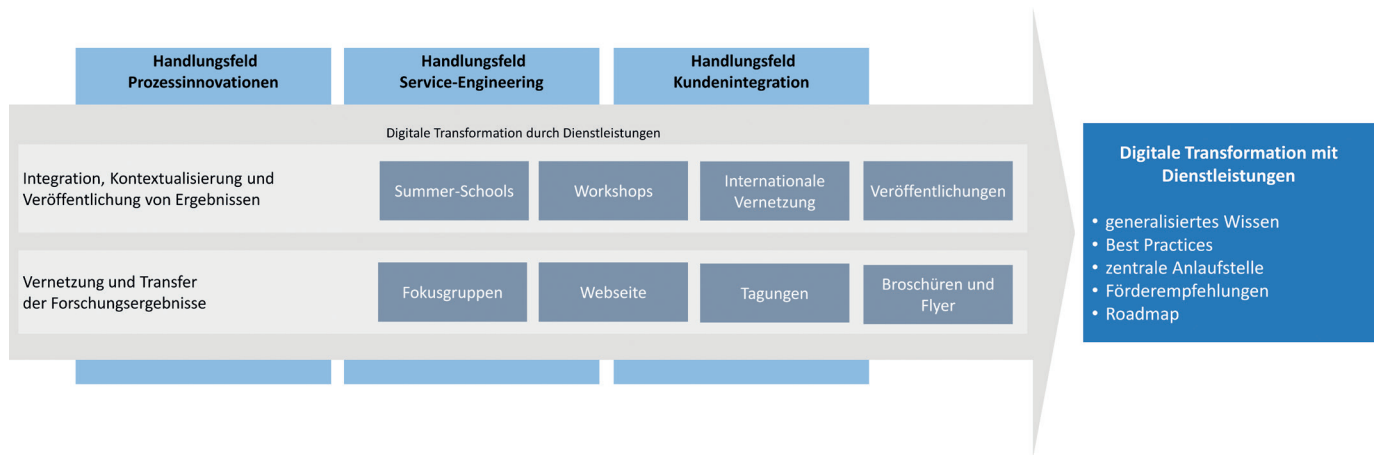 Handlungsfeld
Prozessinnovationen
Handlungsfeld
Service-Engineering
Handlungsfeld
Kundenintegration
Digitale Transformation durch Dienstleistungen
Integration, Kontextualisierung und
Veröffentlichung von Ergebnissen
Summer-Schools
Workshops
Internationale
Vernetzung
Veröffentlichungen
Vernetzung und Transfer
der Forschungsergebnisse
Fokusgruppen
Webseite
Tagungen
Broschüren und
Flyer
Digitale Transformation mit
Dienstleistungen
• generalisiertes Wissen
• Best Practices
• zentrale Anlaufstelle
• Förderempfehlungen
• Roadmap